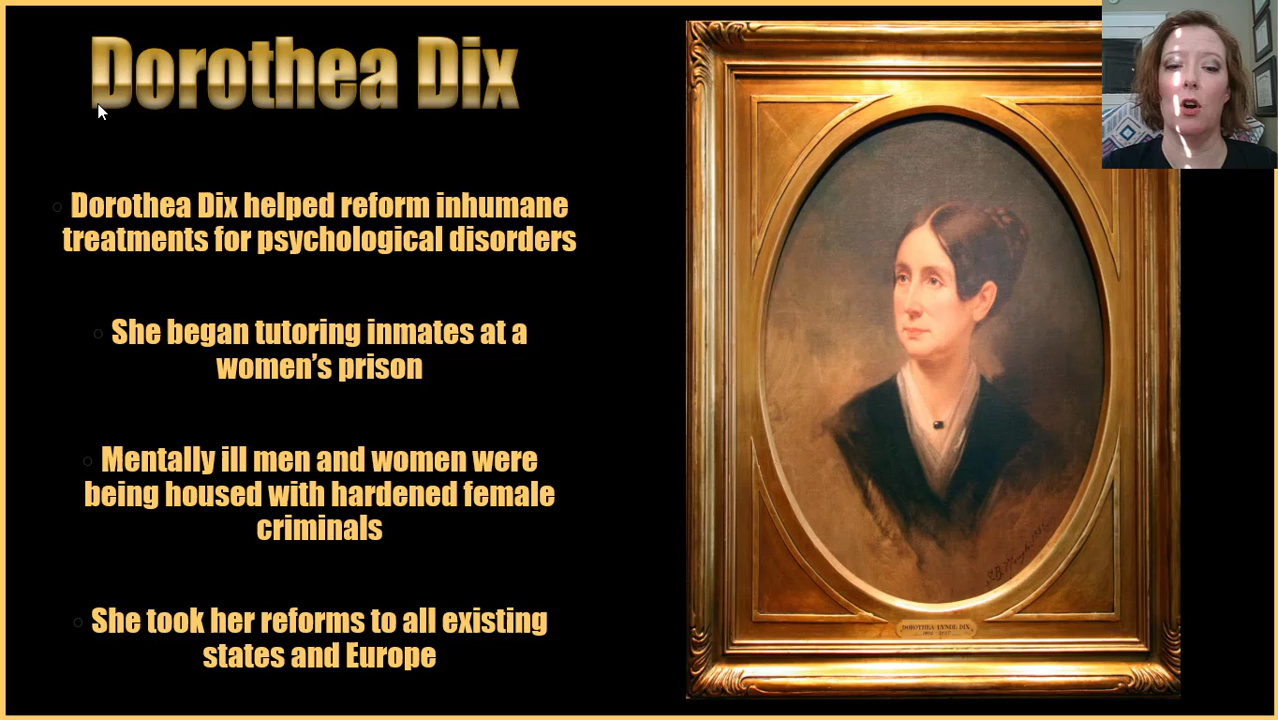 Dorothea Dix
Dorothea Dix helped reform inhumane
treatments for psychological disorders
She began tutoring inmates at a
women's prison
Mentally ill men and women were
being housed with hardened female
criminals
She took her reforms to all existing
states and Europe